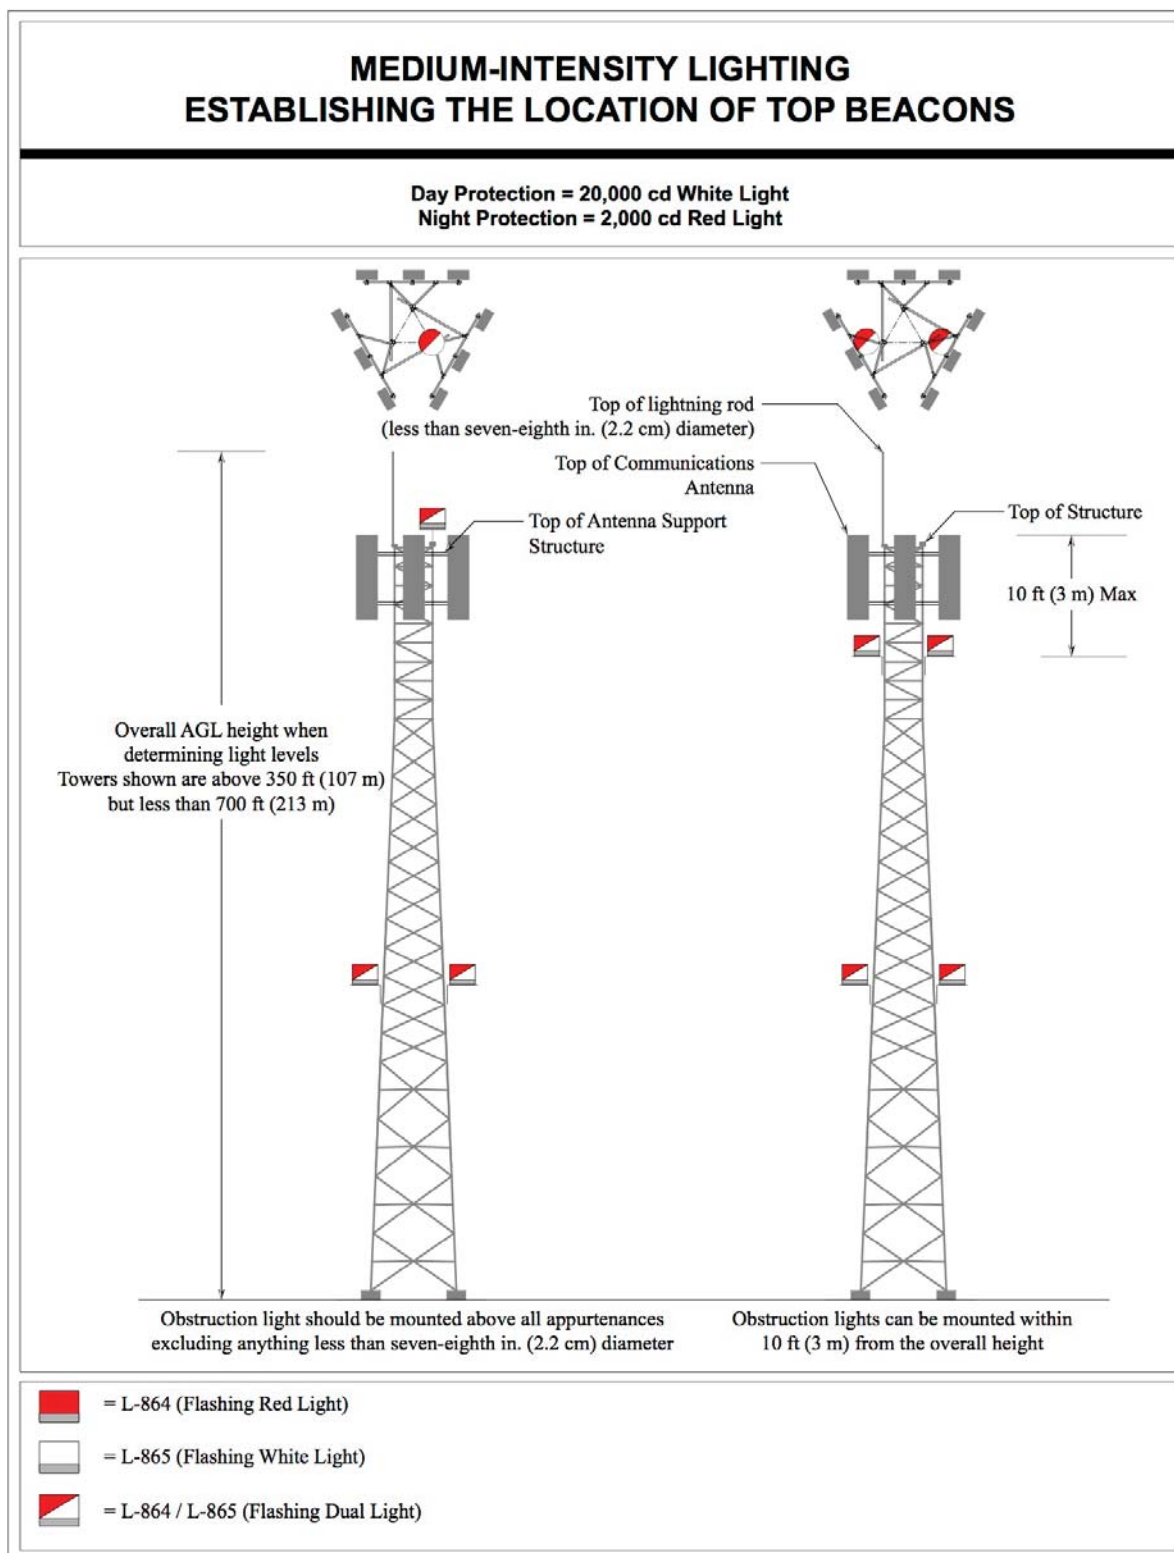 MEDIUM-INTENSITY LIGHTING
ESTABLISHING THE LOCATION OF TOP BEACONS
Day Protection = 20,000 cd White Light
Night Protection = 2,000 cd Red Light
Top of lightning rod
(less than seven-eighth in. (2.2 cm) diameter)
Top of Communications
Antenna
Top of Antenna Support
Structure
Top of Structure
10 ft (3 m) Max
Overall AGL height when
determining light levels
Towers shown are above 350 ft (107 m)
but less than 700 ft (213 m)
Obstruction light should be mounted above all appurtenances
excluding anything less than seven-eighth in. (2.2 cm) diameter
Obstruction lights can be mounted within
10 ft (3 m) from the overall height
= L-864 (Flashing Red Light)
= L-865 (Flashing White Light)
= L-864 / L-865 (Flashing Dual Light)